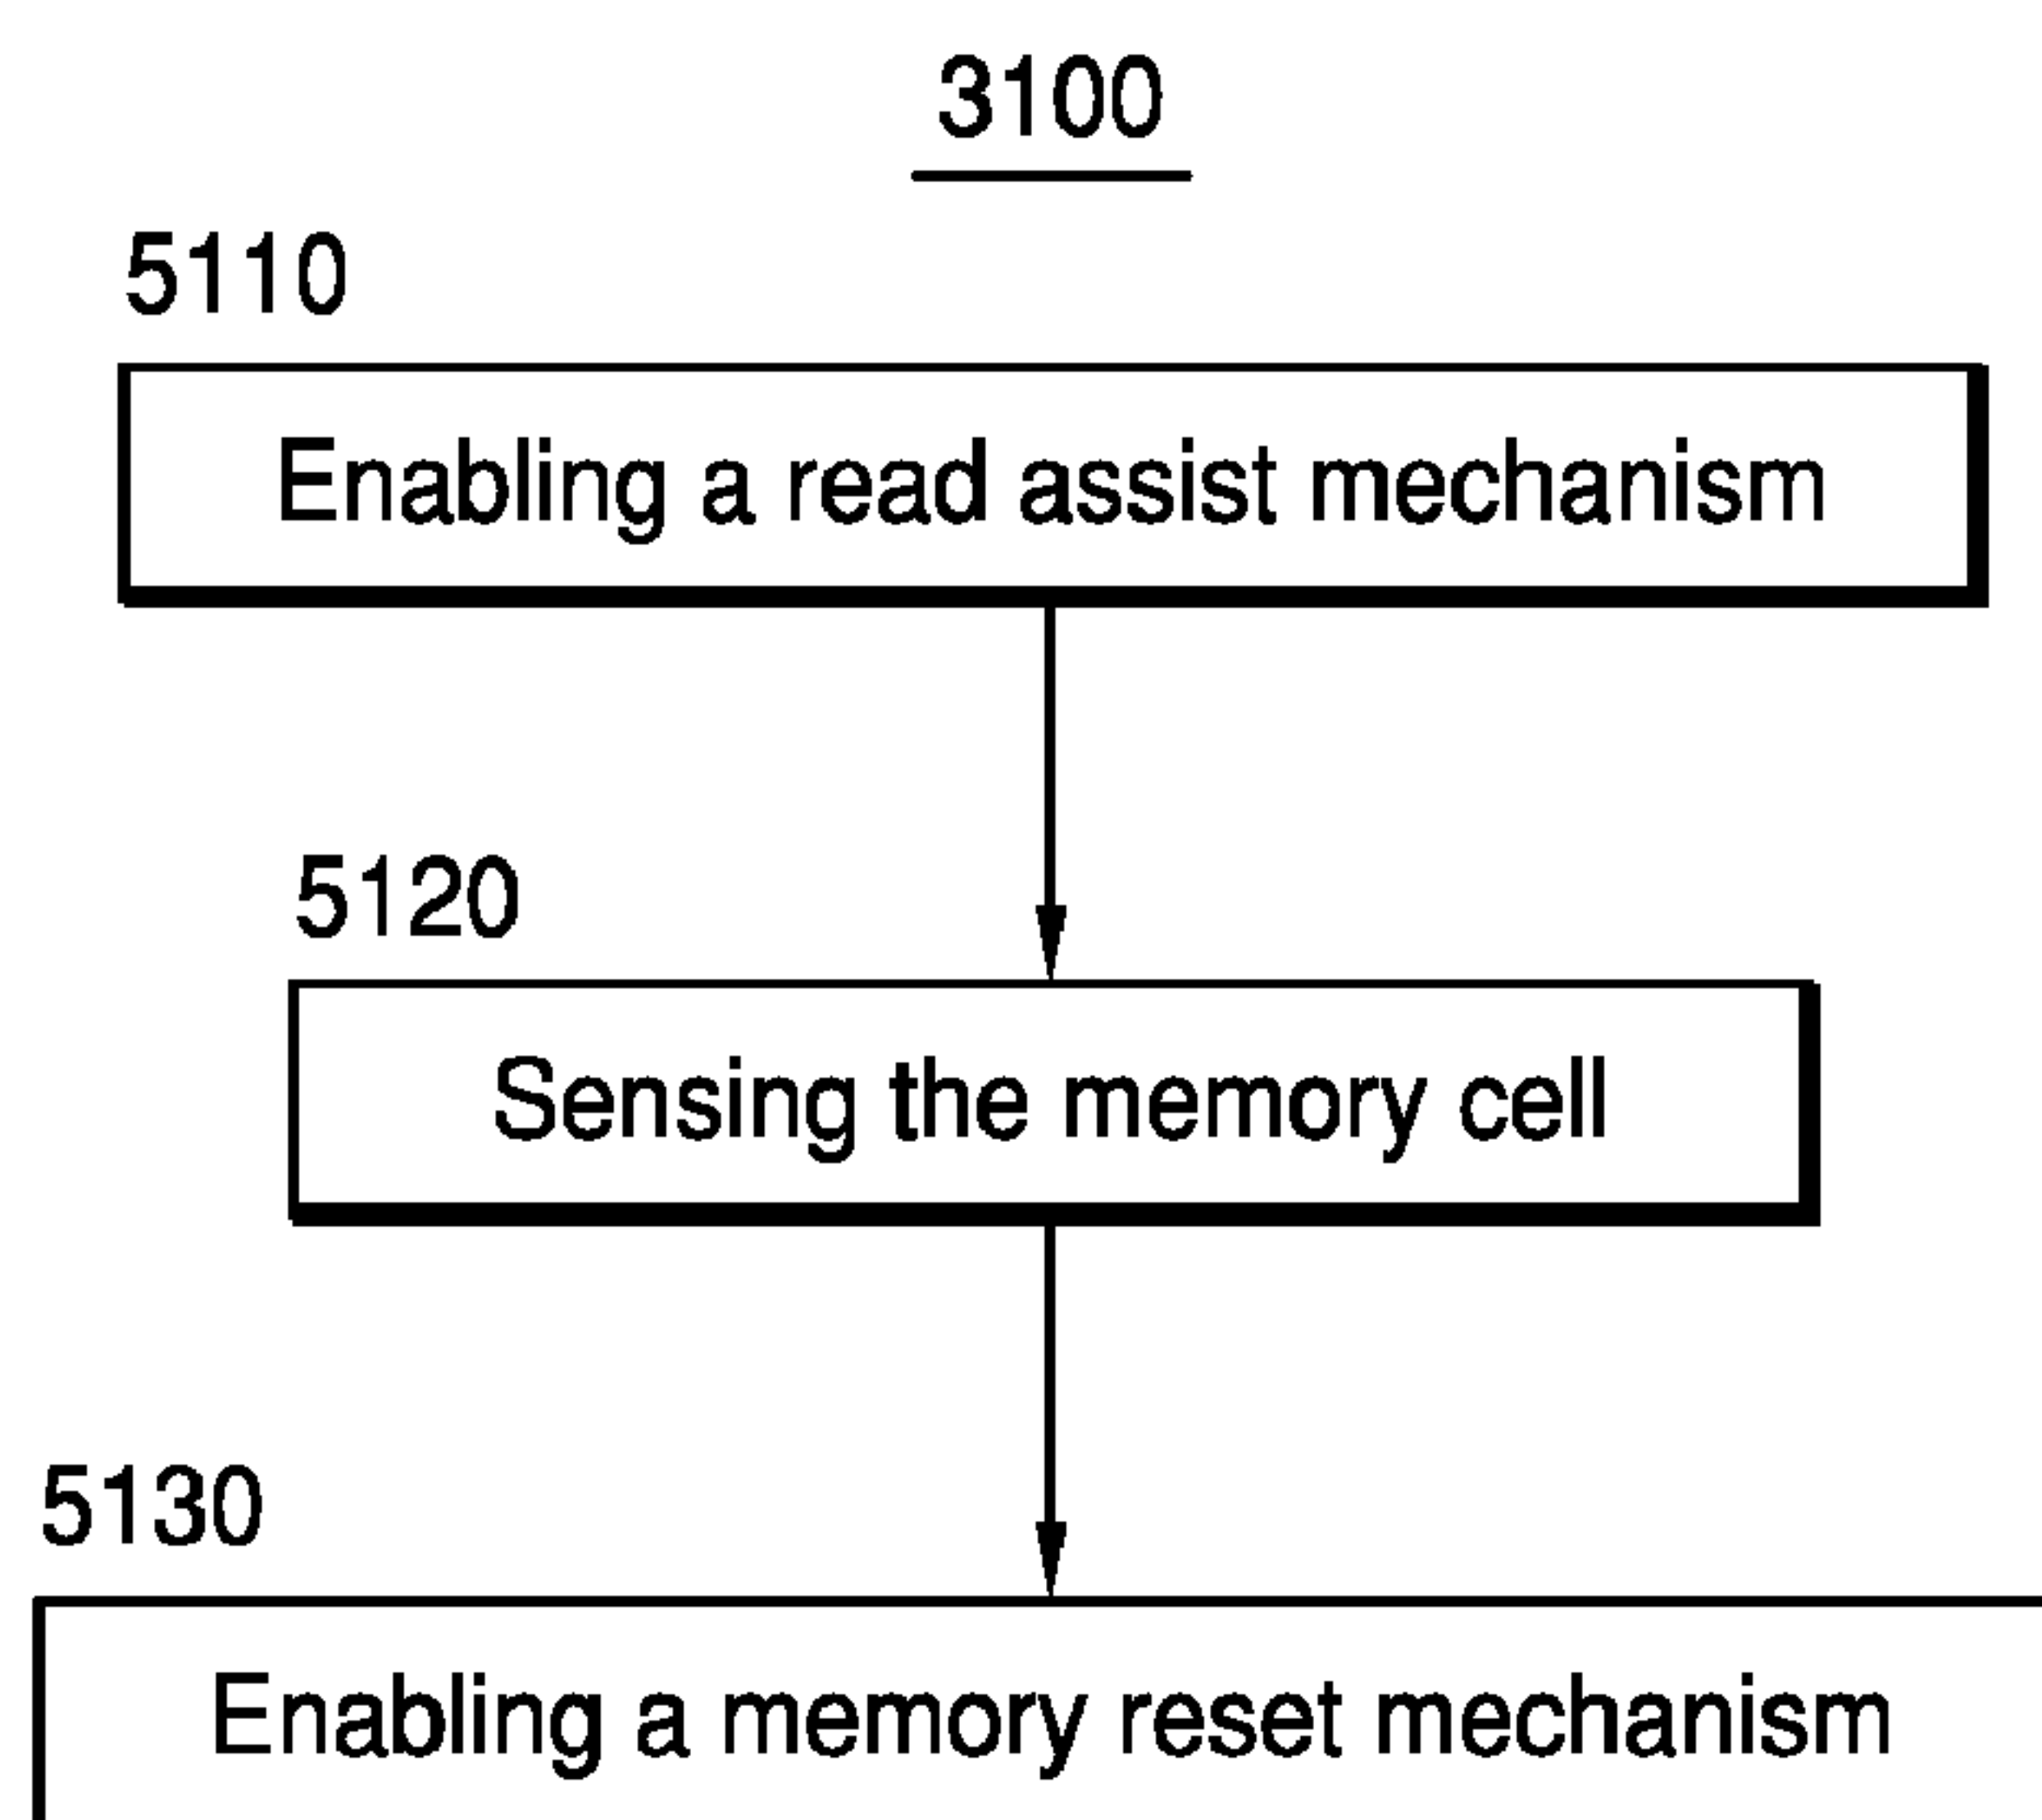 3100
5110
Enabling a read assist mechanism
5120
Sensing the memory cell
5130
Enabling a memory reset mechanism